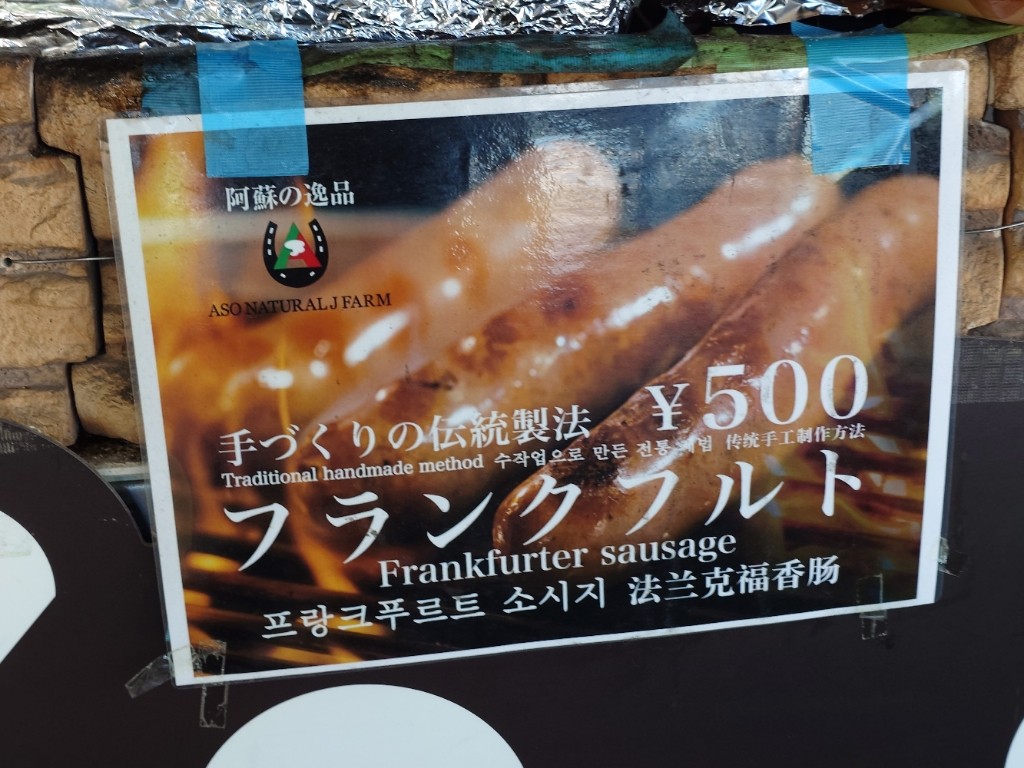 阿蘇の逸品
ASO NATURAL J FARM
手づくりの伝統製法 ¥500
Traditional handmade method 수작업으로 만든 전통 传统手工制作方法
フランクフルト
Frankfurter sausage
프랑크푸르트 소시지 法兰克福香肠